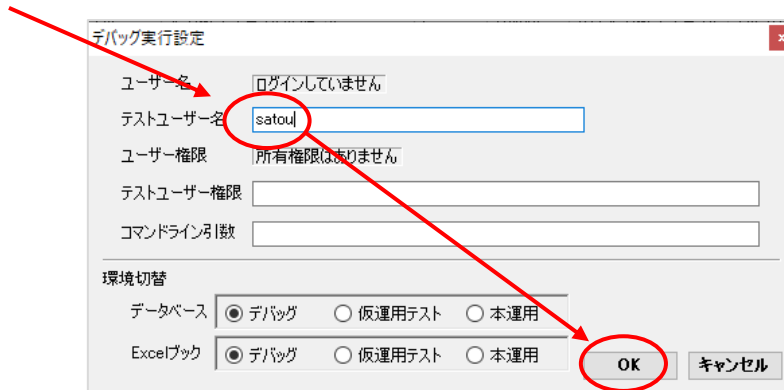 デバッグ実行設定
ユーザー名 ログインしていません
テストユーザー名 satou
ユーザー権限 所有権限はありません
テストユーザー権限
コマンドライン引数
環境切替
データベース デバッグ 仮運用テスト 本運用
Excelブック デバッグ 仮運用テスト 本運用
OK キャンセル